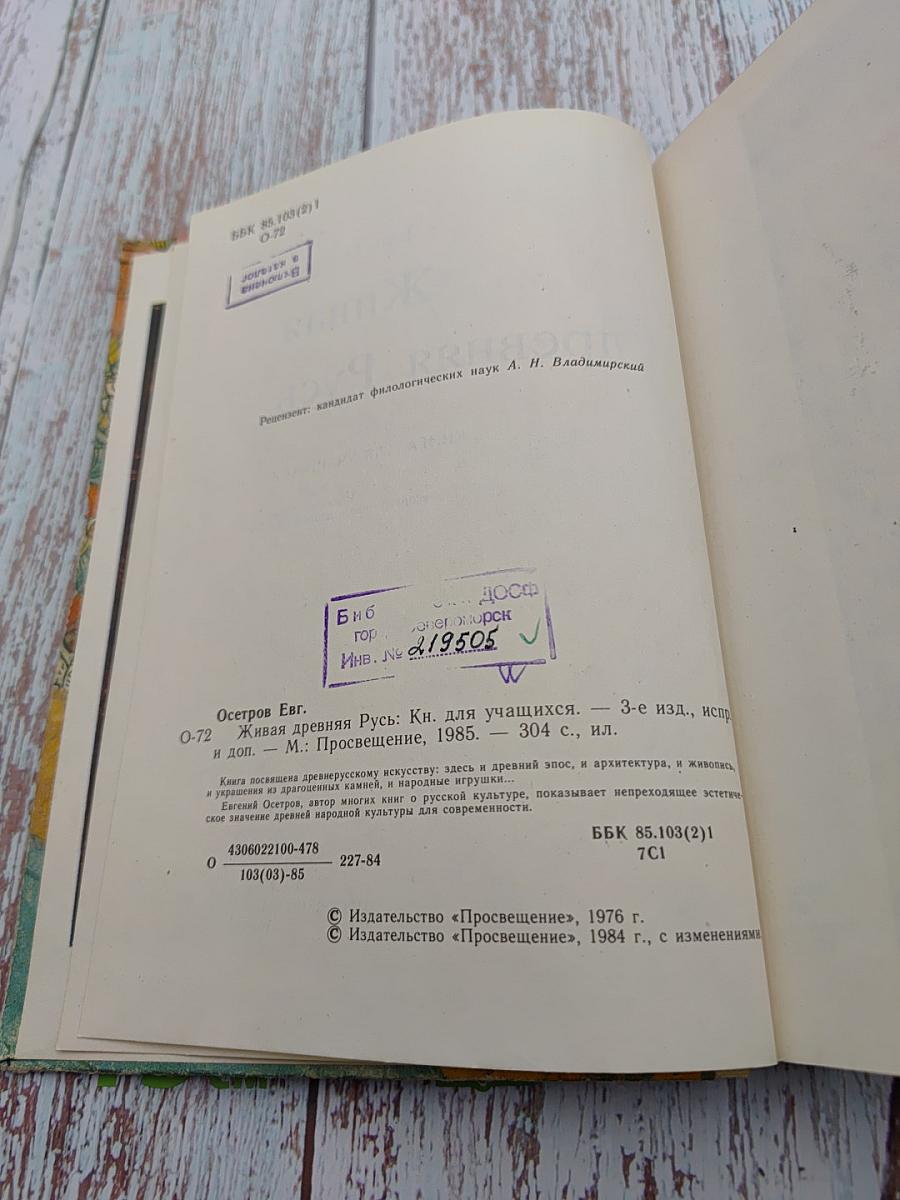 ББК 85.103(2)1
О-72
Включена
в каталог
Рецензент: кандидат филологических наук А. Н. Владимирский
Биб ДОСФ
гор
Инв. № 219505
Осетров Евг.
О-72 Живая древняя Русь: Кн. для учащихся. — 3-е изд., испр
и доп. — М.: Просвещение, 1985. — 304 с., ил.
Книга посвящена древнерусскому искусству: здесь и древний эпос, и архитектура, и живопись,
и украшения из драгоценных камней, и народные игрушки...
Евгений Осетров, автор многих книг о русской культуре, показывает непреходящее эстетиче-
ское значение древней народной культуры для современности.
О 4306022100-478
103(03)-85 227-84
ББК 85.103(2)1
7С1
© Издательство «Просвещение», 1976 г.
© Издательство «Просвещение», 1984 г., с изменениями